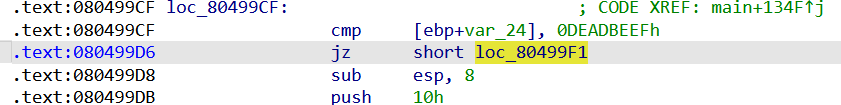 .text:080499CF loc_80499CF: ; CODE XREF: main+134F↑j
.text:080499CF cmp [ebp+var_24], 0DEADBEEFh
.text:080499D6 jz short loc_80499F1
.text:080499D8 sub esp, 8
.text:080499DB push 10h